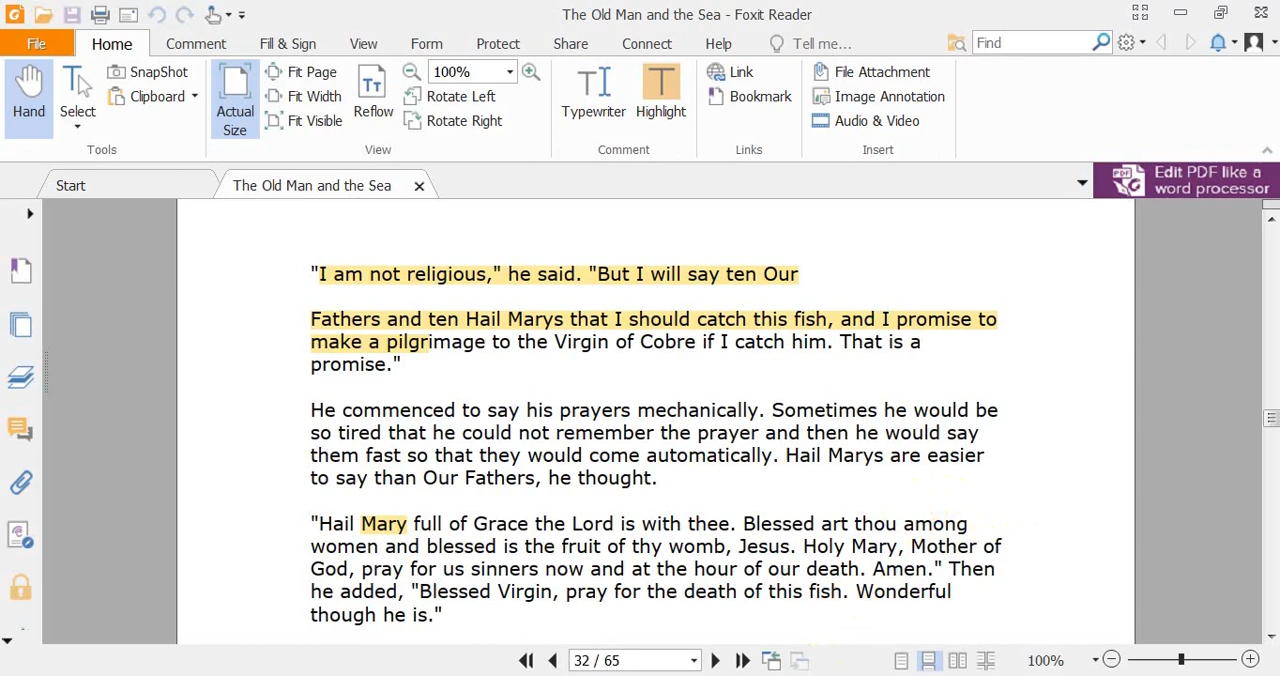 The Old Man and the Sea - Foxit Reader
File Home Comment Fill & Sign View Form Protect Share Connect Help Tell me... Find
Hand
Select
SnapShot
Clipboard
Tools
Actual Size
Fit Page
Fit Width
Fit Visible
Reflow
100%
Rotate Left
Rotate Right
View
Typewriter
Highlight
Comment
Link
Bookmark
Links
File Attachment
Image Annotation
Audio & Video
Insert
Start
The Old Man and the Sea
Edit PDF like a
word processor
"I am not religious," he said. "But I will say ten Our
Fathers and ten Hail Marys that I should catch this fish, and I promise to
make a pilgrimage to the Virgin of Cobre if I catch him. That is a
promise."
He commenced to say his prayers mechanically. Sometimes he would be
so tired that he could not remember the prayer and then he would say
them fast so that they would come automatically. Hail Marys are easier
to say than Our Fathers, he thought.
"Hail Mary full of Grace the Lord is with thee. Blessed art thou among
women and blessed is the fruit of thy womb, Jesus. Holy Mary, Mother of
God, pray for us sinners now and at the hour of our death. Amen." Then
he added, "Blessed Virgin, pray for the death of this fish. Wonderful
though he is."
32 / 65
100%